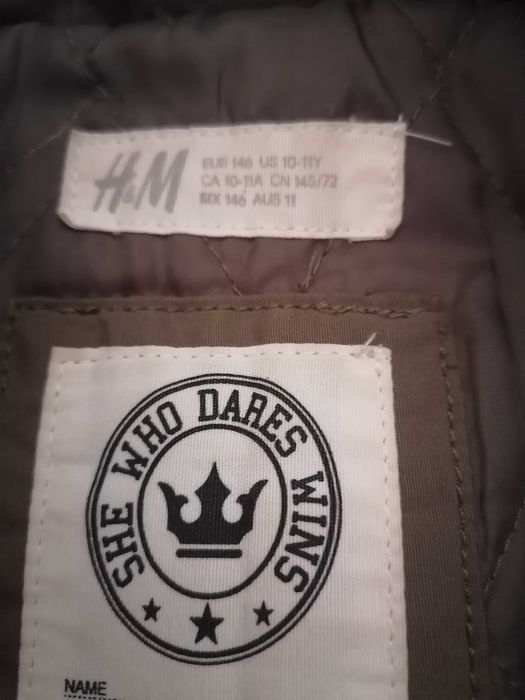 H&M
EUR 146 US 10-11Y
CA 10-11A CN 145/72
MX 146 AUS 11
SHE WHO DARES WINS
NAME